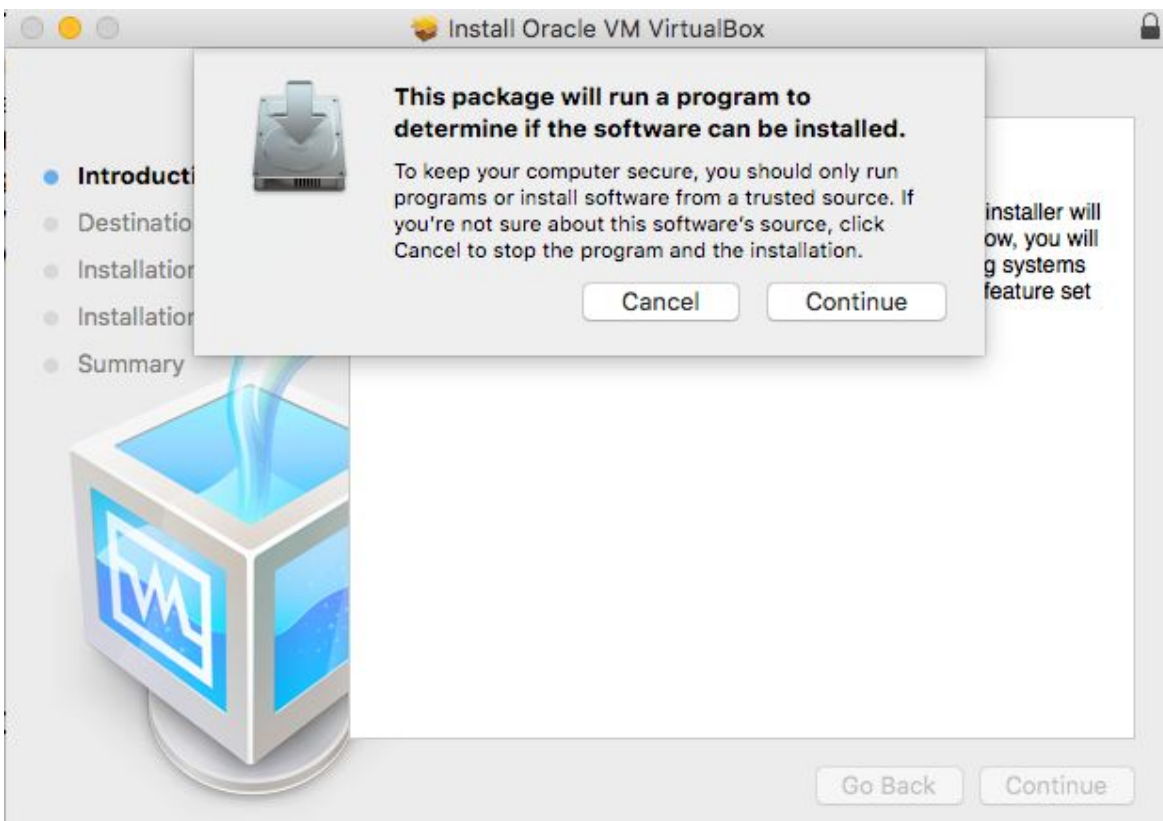 Install Oracle VM VirtualBox
This package will run a program to
determine if the software can be installed.
To keep your computer secure, you should only run
programs or install software from a trusted source. If
you're not sure about this software's source, click
Cancel to stop the program and the installation.
Cancel Continue
Introducti
Destinatio
Installation
Installation
Summary
installer will
ow, you will
g systems
feature set
Go Back Continue